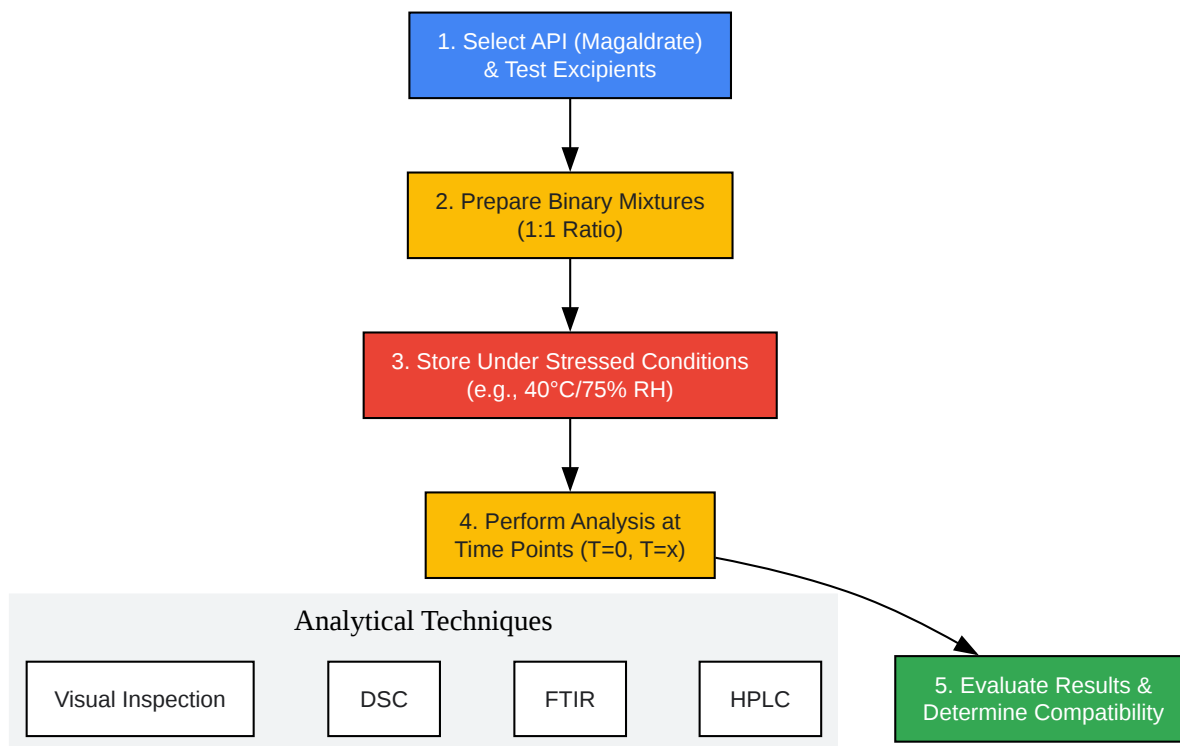 1. Select API (Magaldrate)
& Test Excipients
2. Prepare Binary Mixtures
(1:1 Ratio)
3. Store Under Stressed Conditions
(e.g., 40°C/75% RH)
4. Perform Analysis at
Time Points (T=0, T=x)
Analytical Techniques
Visual Inspection
DSC
FTIR
HPLC
5. Evaluate Results &
Determine Compatibility